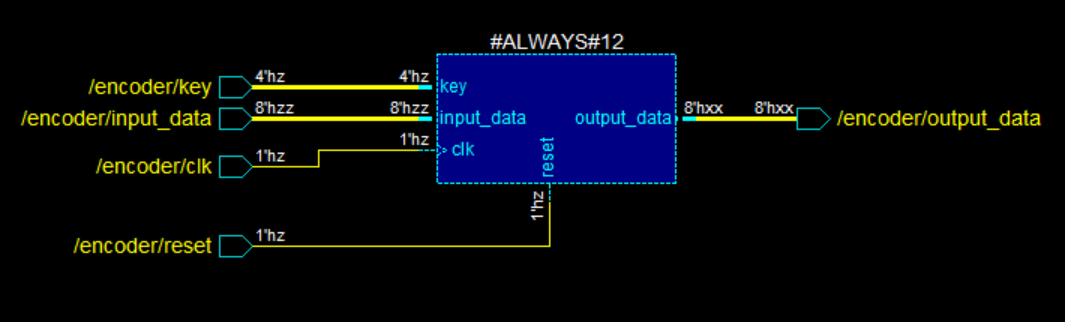 #ALWAYS#12
/encoder/key 4'hz 4'hz key
/encoder/input_data 8'hzz 8'hzz input_data output_data 8'hxx 8'hxx /encoder/output_data
/encoder/clk 1'hz 1'hz clk
reset
1'hz
/encoder/reset 1'hz